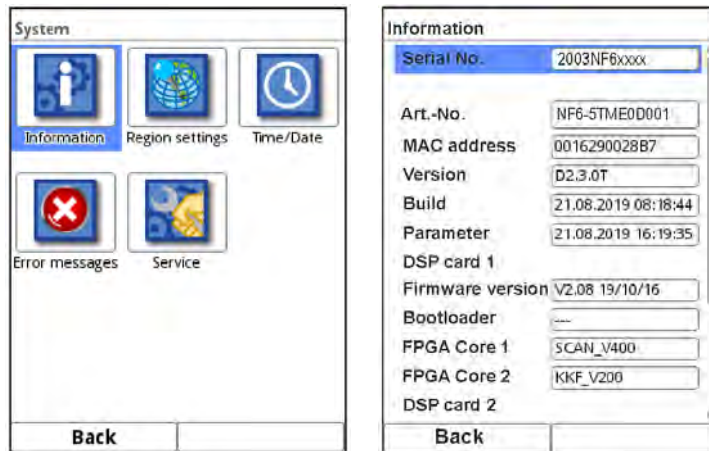 System
Information Region settings Time/Date
Error messages Service
Back
Information
Serial No. 2003NF6xxxx
Art.-No. NF6-5TME0D001
MAC address 0016290028B7
Version D2.3.0T
Build 21.08.2019 08:18:44
Parameter 21.08.2019 16:19:35
DSP card 1
Firmware version V2.08 19/10/16
Bootloader ---
FPGA Core 1 SCAN_V400
FPGA Core 2 KKF_V200
DSP card 2
Back